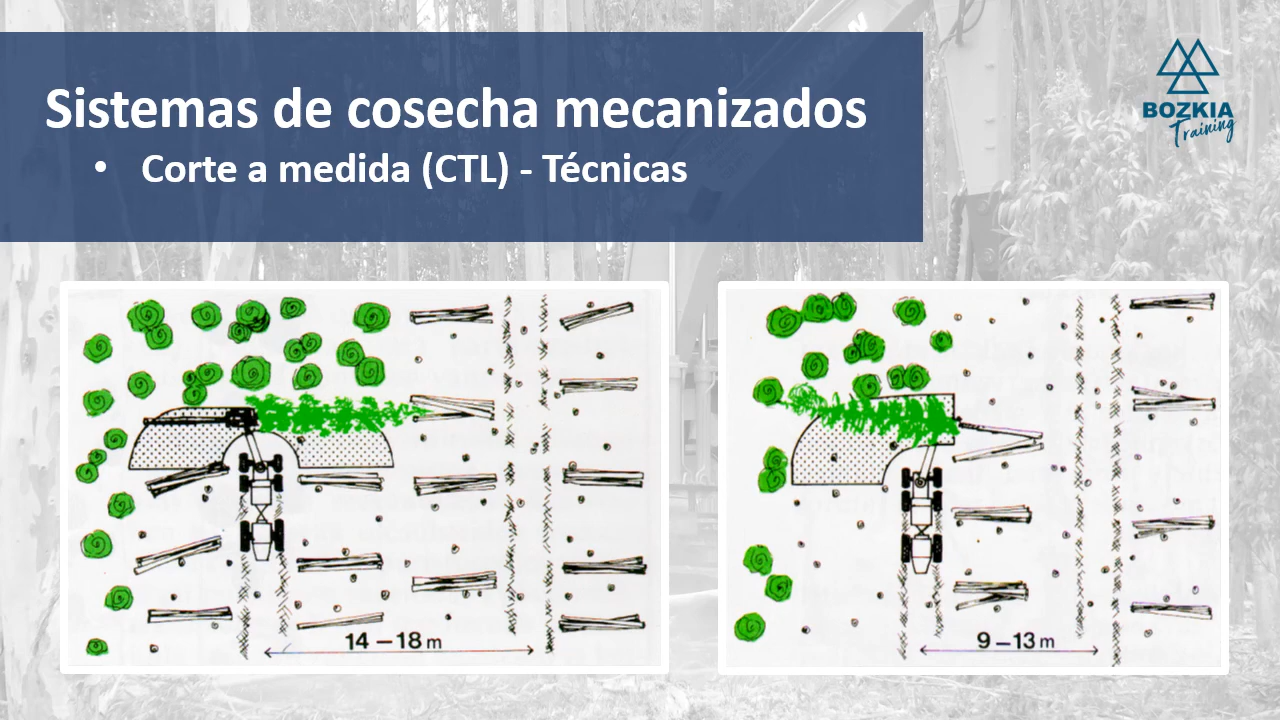 Sistemas de cosecha mecanizados
• Corte a medida (CTL) - Técnicas
BOZKIA
Training
14 – 18 m
9 – 13 m